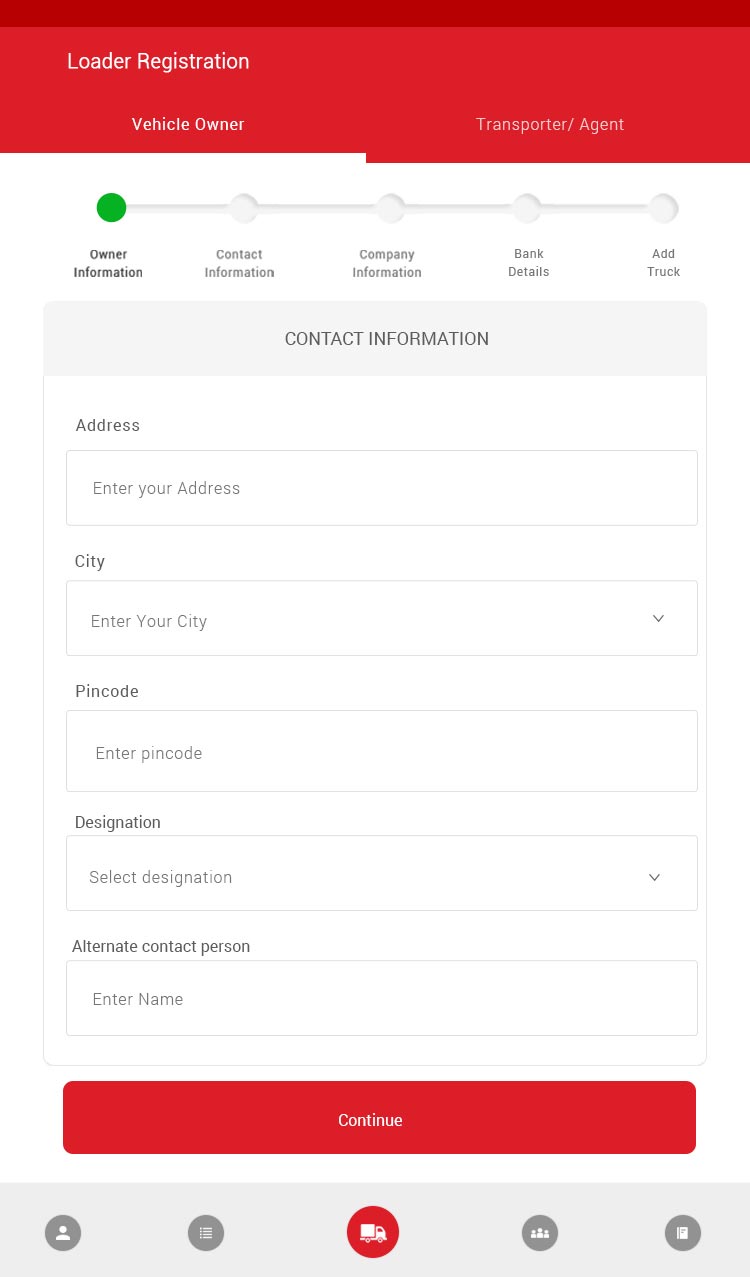 Loader Registration
Vehicle Owner
Transporter/ Agent
Owner
Information
Contact
Information
Company
Information
Bank
Details
Add
Truck
CONTACT INFORMATION
Address
Enter your Address
City
Enter Your City
Pincode
Enter pincode
Designation
Select designation
Alternate contact person
Enter Name
Continue